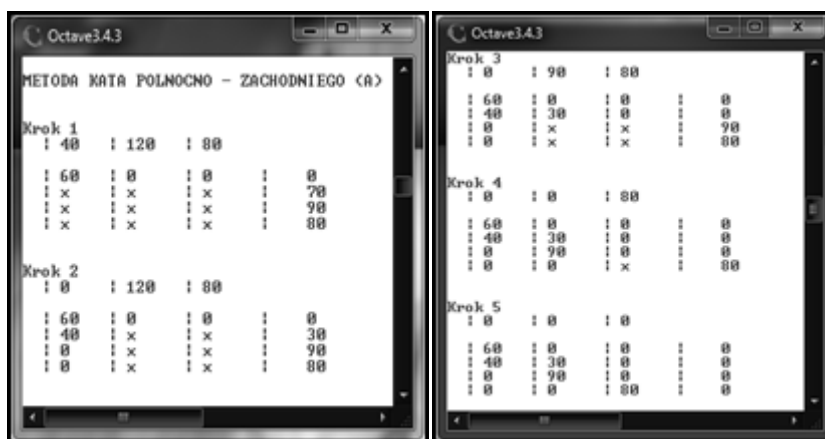 Octave3.4.3
METODA KATA POLNOCNO - ZACHODNIEGO (A)
Krok 1
¦ 40 ¦ 120 ¦ 80
¦ 60 ¦ 0 ¦ 0 ¦ 0
¦ x ¦ x ¦ x ¦ 70
¦ x ¦ x ¦ x ¦ 90
¦ x ¦ x ¦ x ¦ 80
Krok 2
¦ 0 ¦ 120 ¦ 80
¦ 60 ¦ 0 ¦ 0 ¦ 0
¦ 40 ¦ x ¦ x ¦ 30
¦ 0 ¦ x ¦ x ¦ 90
¦ 0 ¦ x ¦ x ¦ 80
Octave3.4.3
Krok 3
¦ 0 ¦ 90 ¦ 80
¦ 60 ¦ 0 ¦ 0 ¦ 0
¦ 40 ¦ 30 ¦ 0 ¦ 0
¦ 0 ¦ x ¦ x ¦ 90
¦ 0 ¦ x ¦ x ¦ 80
Krok 4
¦ 0 ¦ 0 ¦ 80
¦ 60 ¦ 0 ¦ 0 ¦ 0
¦ 40 ¦ 30 ¦ 0 ¦ 0
¦ 0 ¦ 90 ¦ 0 ¦ 0
¦ 0 ¦ 0 ¦ x ¦ 80
Krok 5
¦ 0 ¦ 0 ¦ 0
¦ 60 ¦ 0 ¦ 0 ¦ 0
¦ 40 ¦ 30 ¦ 0 ¦ 0
¦ 0 ¦ 90 ¦ 0 ¦ 0
¦ 0 ¦ 0 ¦ 80 ¦ 0